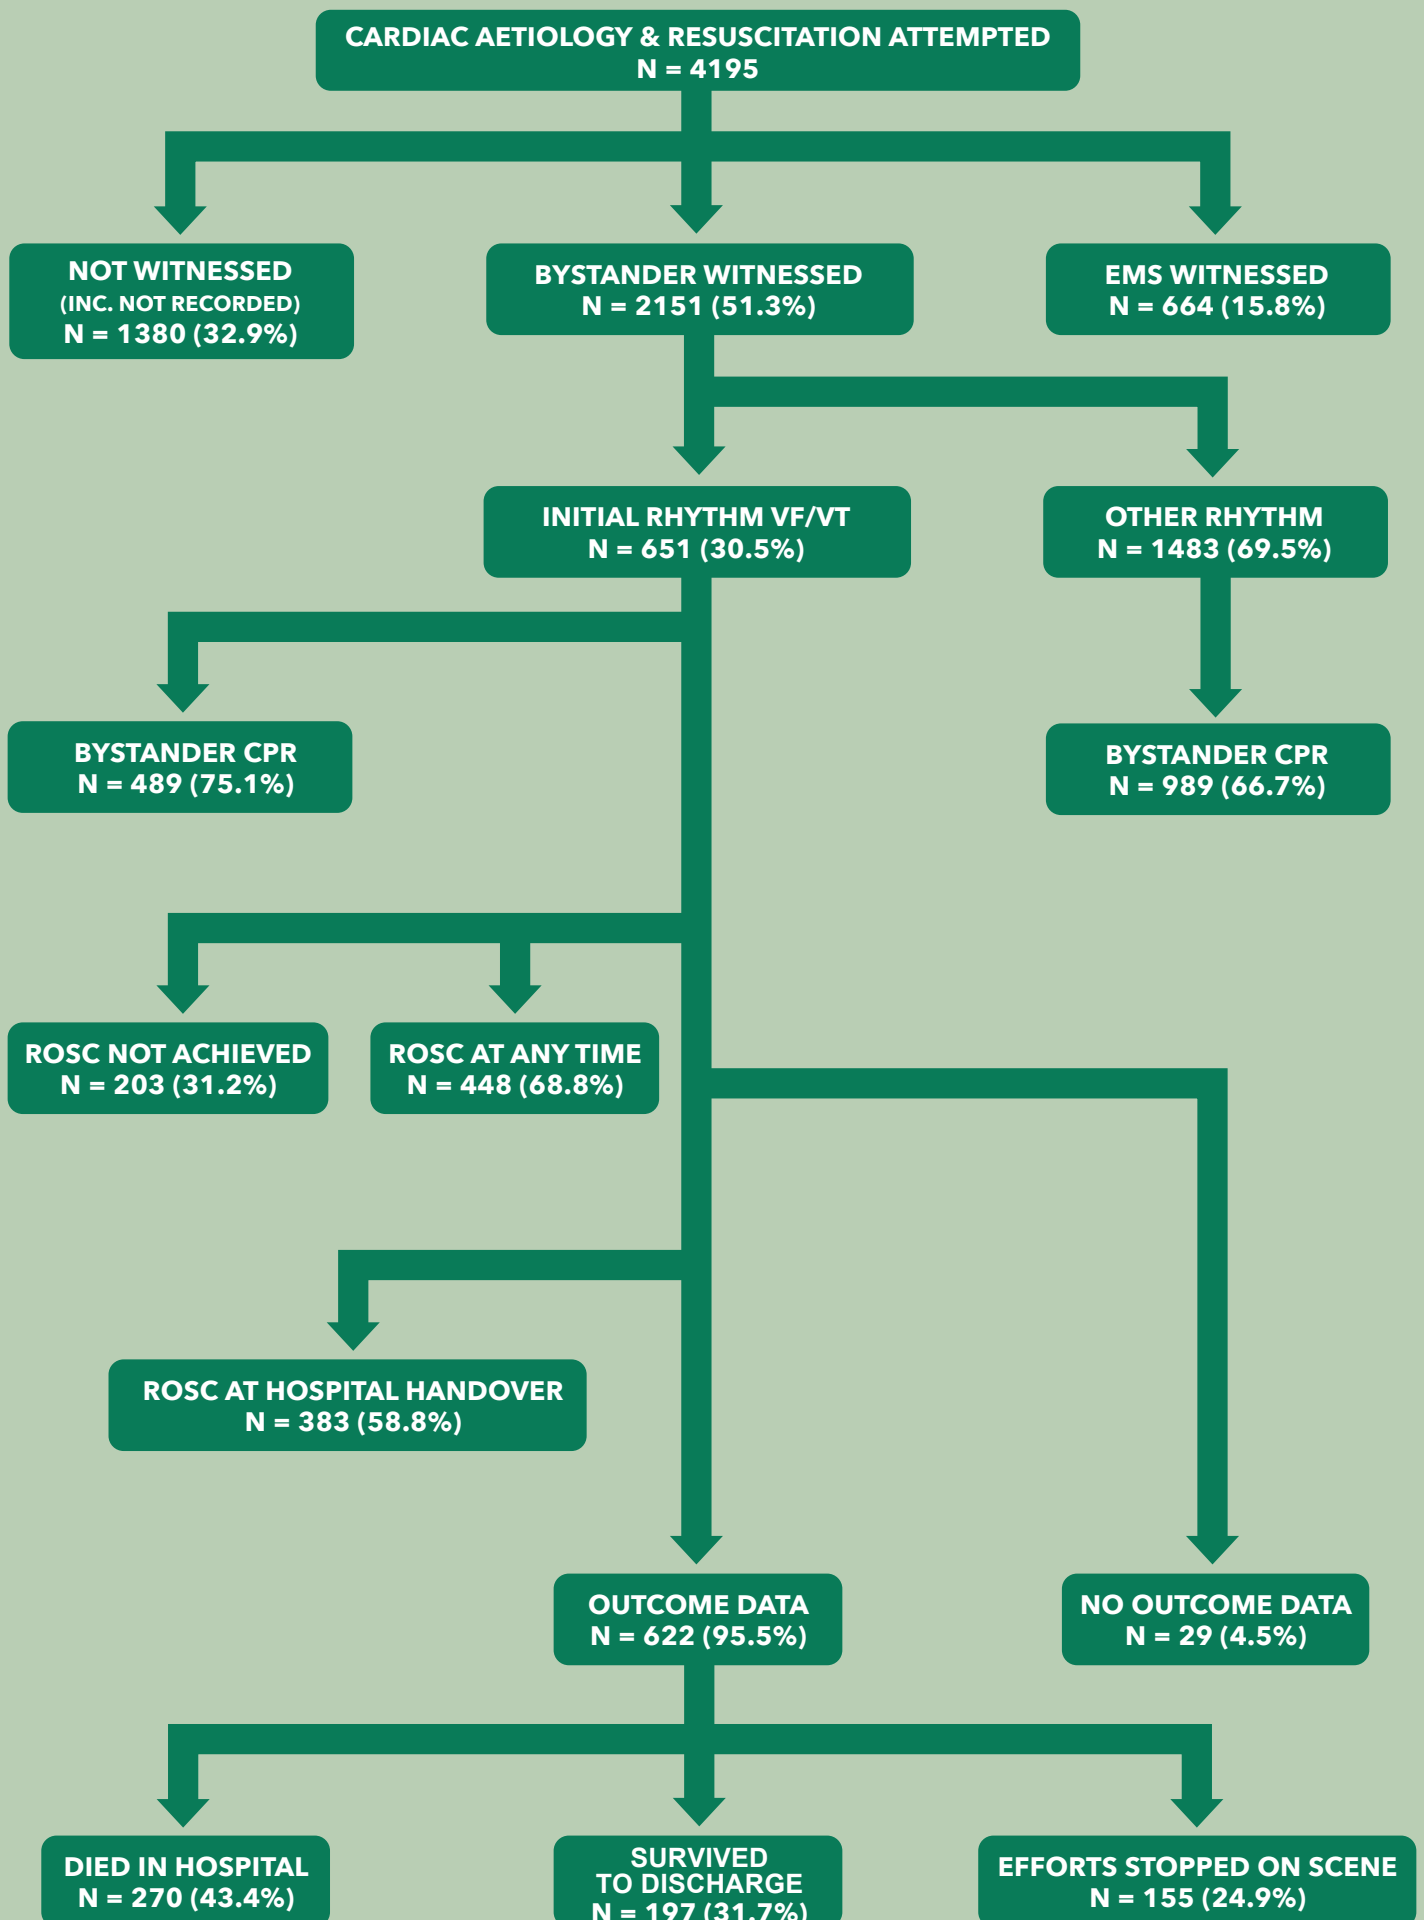 CARDIAC AETIOLOGY & RESUSCITATION ATTEMPTED
N = 4195
NOT WITNESSED
(INC. NOT RECORDED)
N = 1380 (32.9%)
BYSTANDER WITNESSED
N = 2151 (51.3%)
EMS WITNESSED
N = 664 (15.8%)
INITIAL RHYTHM VF/VT
N = 651 (30.5%)
OTHER RHYTHM
N = 1483 (69.5%)
BYSTANDER CPR
N = 489 (75.1%)
BYSTANDER CPR
N = 989 (66.7%)
ROSC NOT ACHIEVED
N = 203 (31.2%)
ROSC AT ANY TIME
N = 448 (68.8%)
ROSC AT HOSPITAL HANDOVER
N = 383 (58.8%)
OUTCOME DATA
N = 622 (95.5%)
NO OUTCOME DATA
N = 29 (4.5%)
DIED IN HOSPITAL
N = 270 (43.4%)
SURVIVED
TO DISCHARGE
N = 197 (31.7%)
EFFORTS STOPPED ON SCENE
N = 155 (24.9%)